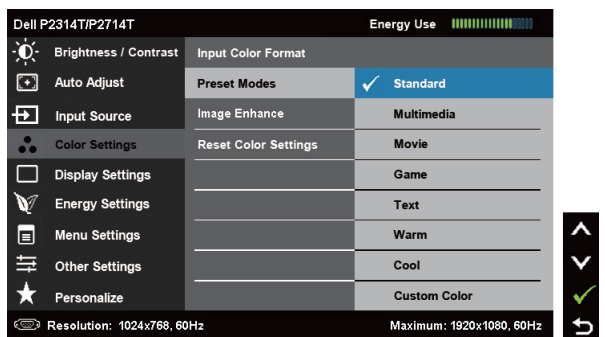 Dell P2314T/P2714T Energy Use
Brightness / Contrast Input Color Format
Auto Adjust Preset Modes Standard
Input Source Image Enhance Multimedia
Color Settings Reset Color Settings Movie
Display Settings Game
Energy Settings Text
Menu Settings Warm
Other Settings Cool
Personalize Custom Color
Resolution: 1024x768, 60Hz Maximum: 1920x1080, 60Hz